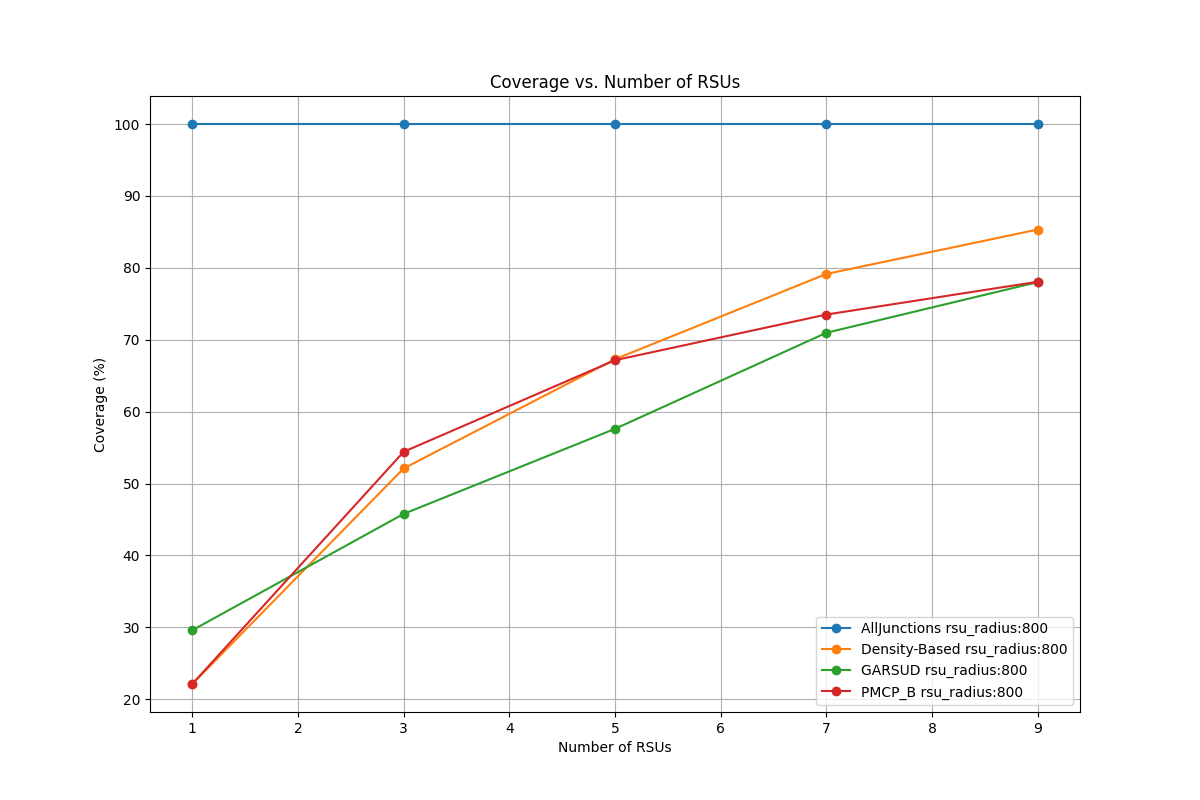 Coverage vs. Number of RSUs
100
90
80
70
60
50
40
30
20
Coverage (%)
1 2 3 4 5 6 7 8 9
Number of RSUs
AllJunctions rsu_radius:800
Density-Based rsu_radius:800
GARSUD rsu_radius:800
PMCP_B rsu_radius:800